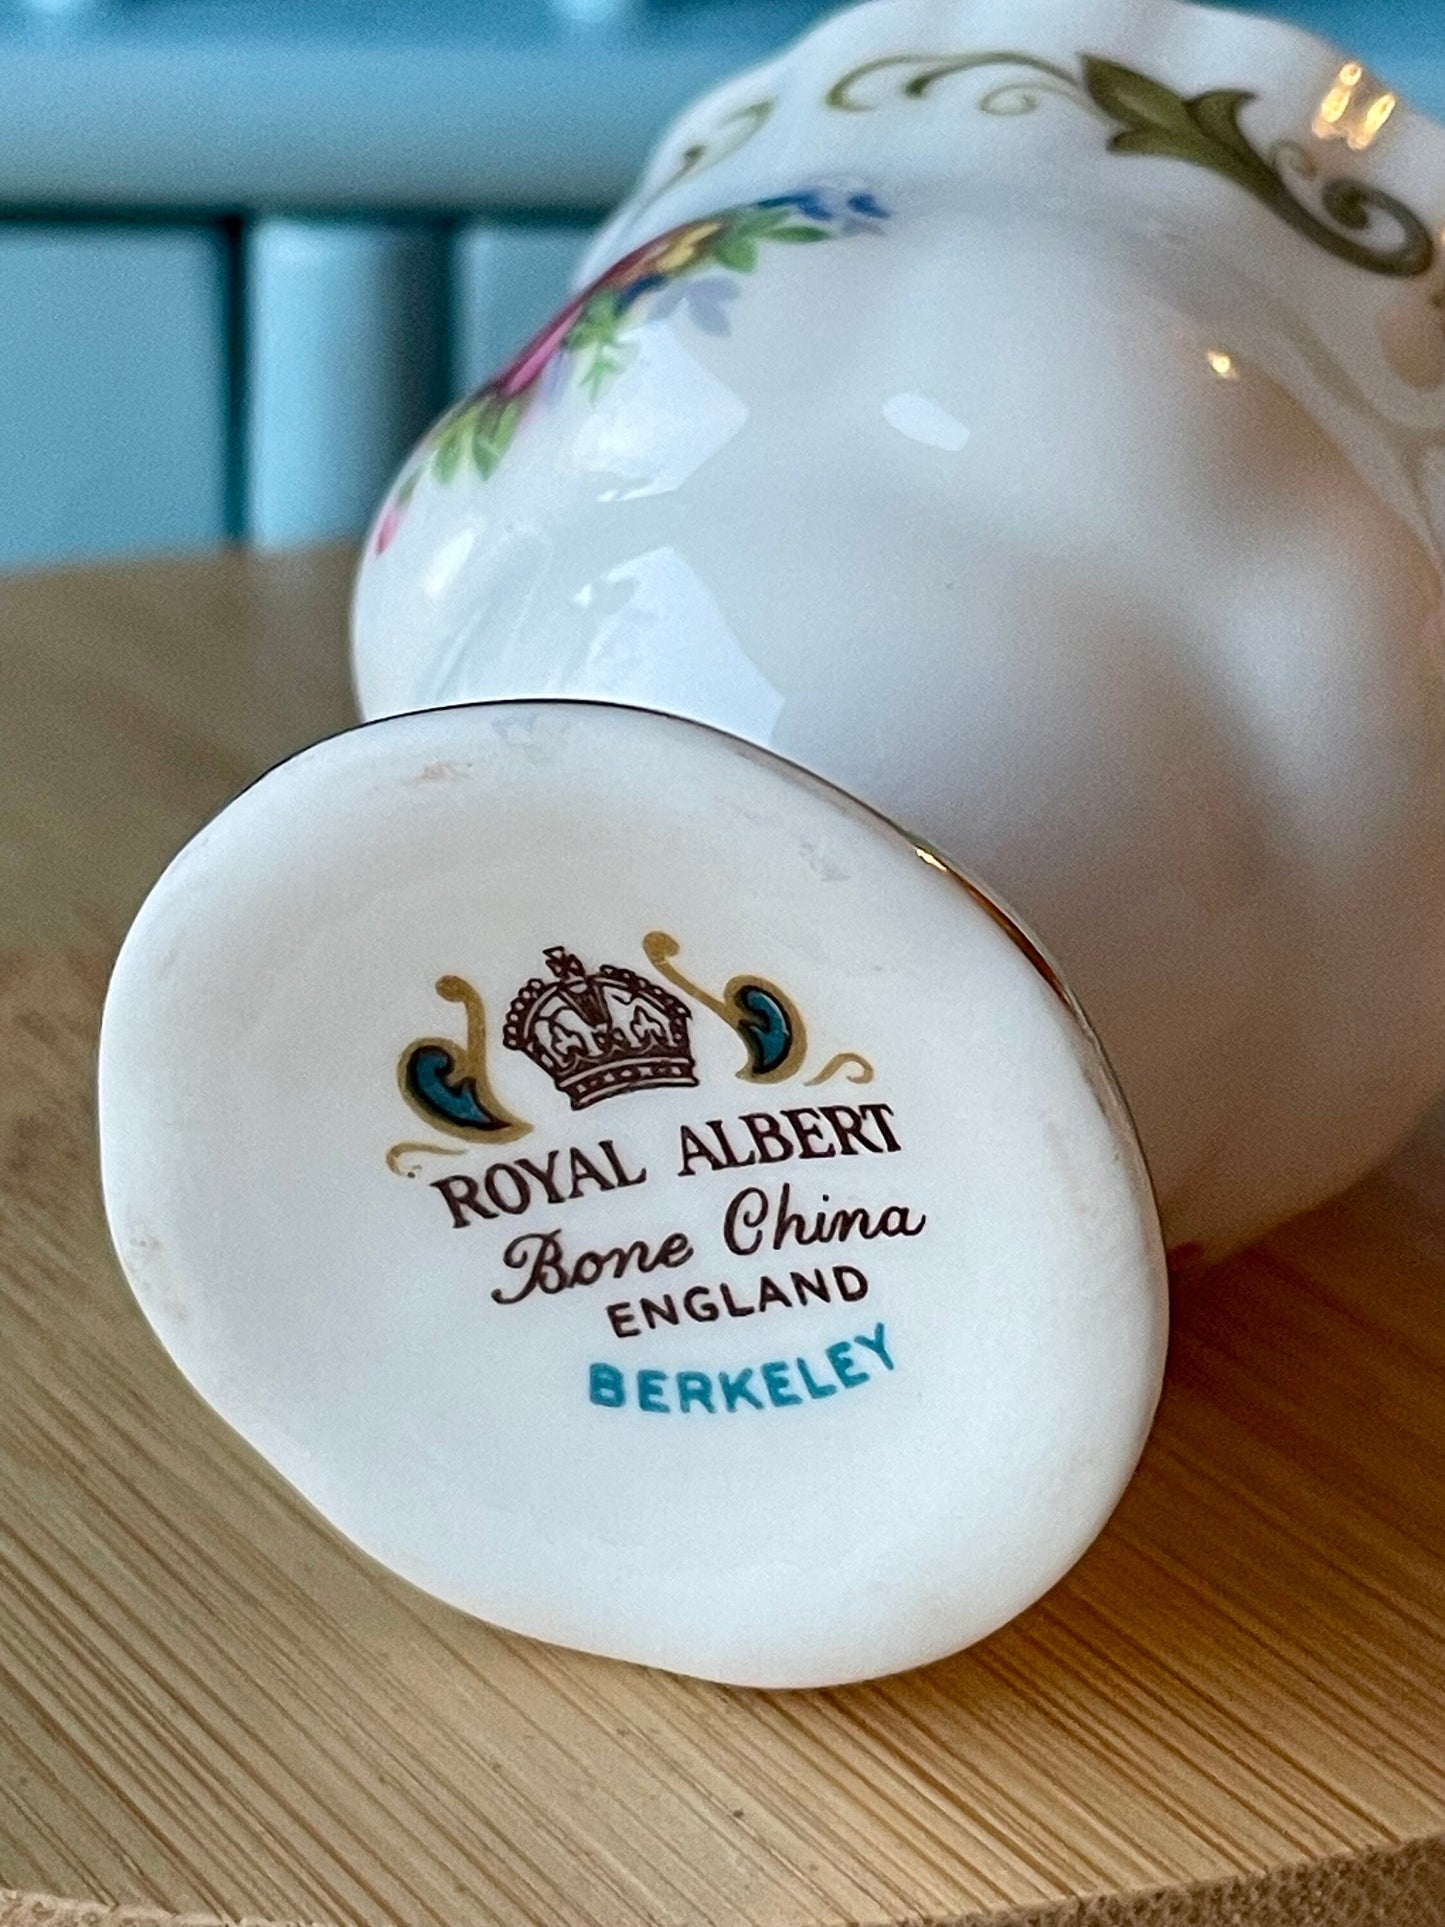 ROYAL ALBERT
Bone China
ENGLAND
BERKELEY